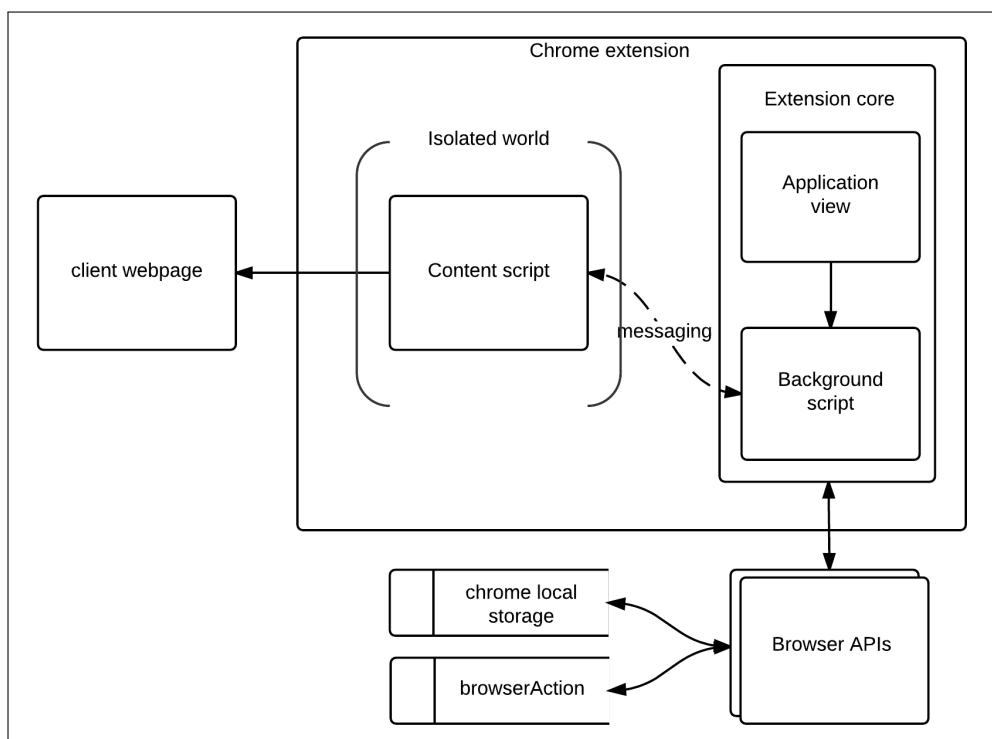 Chrome extension
Extension core
Isolated world
Application
view
client webpage
Content script
messaging
Background
script
chrome local
storage
Browser APIs
browserAction